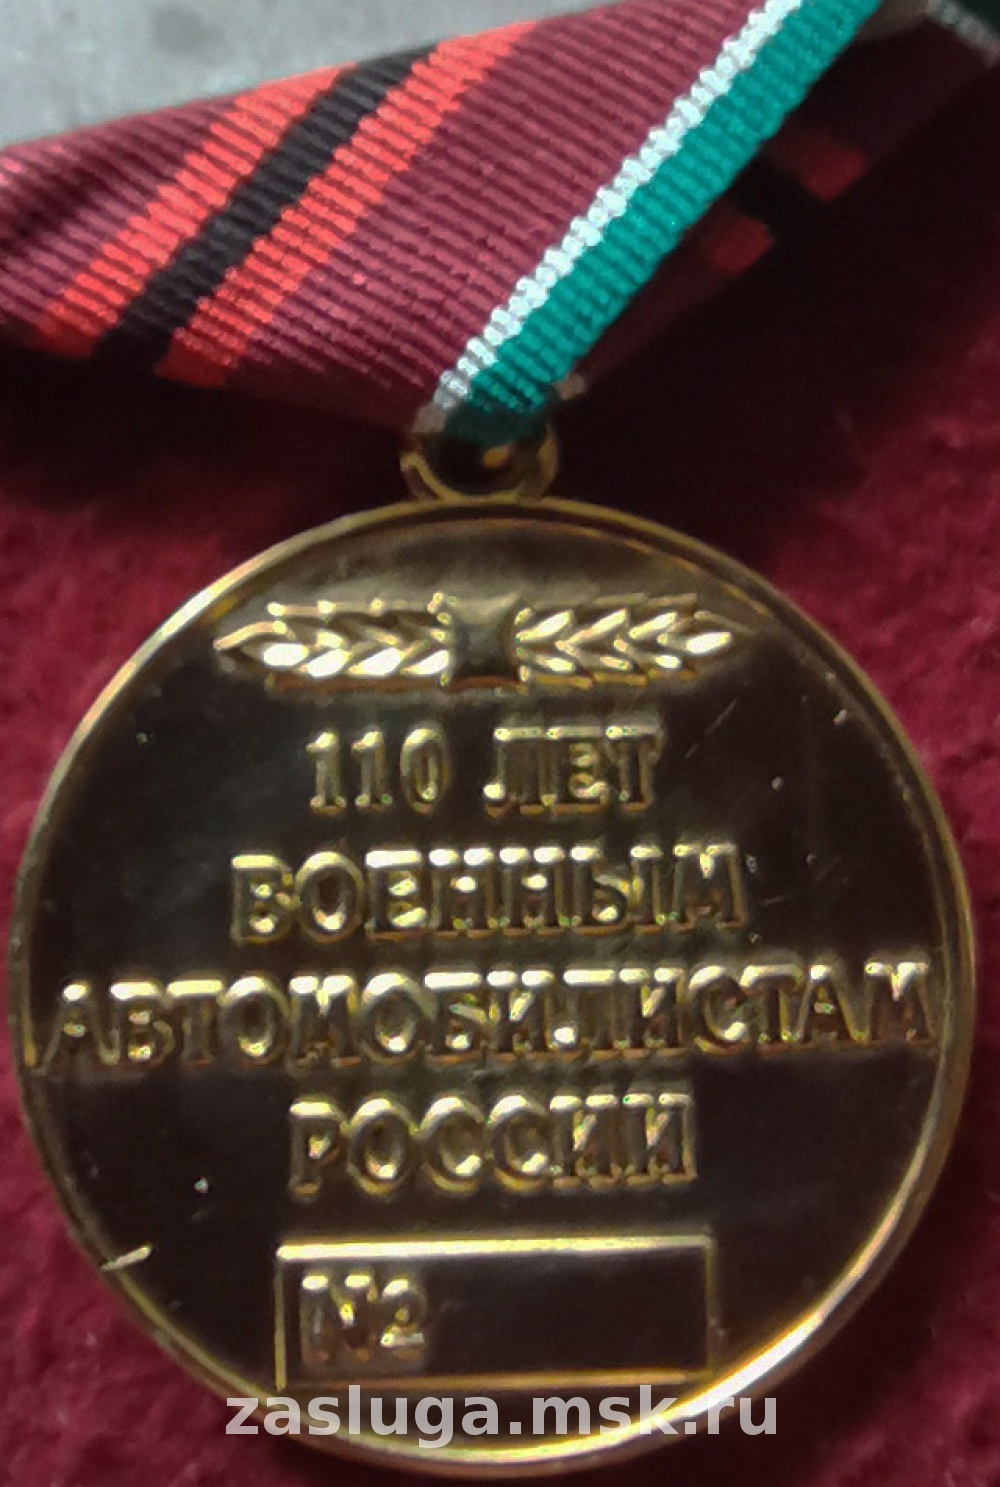 110 ЛЕТ
ВОЕННЫМ
АВТОМОБИЛИСТАМ
РОССИИ
№
zasluga.msk.ru